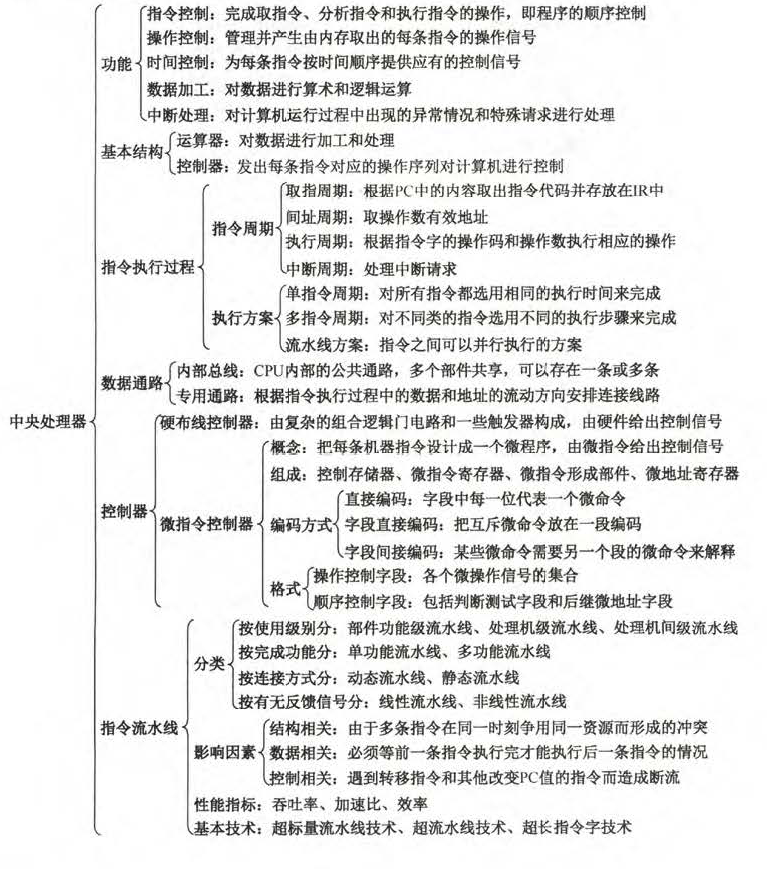 指令控制：完成取指令、分析指令和执行指令的操作，即程序的顺序控制
操作控制：管理并产生由内存取出的每条指令的操作信号
功能
时间控制：为每条指令按时间顺序提供应有的控制信号
数据加工：对数据进行算术和逻辑运算
中断处理：对计算机运行过程中出现的异常情况和特殊请求进行处理
基本结构
运算器：对数据进行加工和处理
控制器：发出每条指令对应的操作序列对计算机进行控制
取指周期：根据PC中的内容取出指令代码并存放在IR中
指令周期
间址周期：取操作数有效地址
执行周期：根据指令字的操作码和操作数执行相应的操作
指令执行过程
中断周期：处理中断请求
单指令周期：对所有指令都选用相同的执行时间来完成
执行方案
多指令周期：对不同类的指令选用不同的执行步骤来完成
流水线方案：指令之间可以并行执行的方案
数据通路
内部总线：CPU内部的公共通路，多个部件共享，可以存在一条或多条
专用通路：根据指令执行过程中的数据和地址的流动方向安排连接线路
中央处理器
硬布线控制器：由复杂的组合逻辑门电路和一些触发器构成，由硬件给出控制信号
概念：把每条机器指令设计成一个微程序，由微指令给出控制信号
组成：控制存储器、微指令寄存器、微指令形成部件、微地址寄存器
控制器
直接编码：字段中每一位代表一个微命令
微指令控制器
编码方式
字段直接编码：把互斥微命令放在一段编码
字段间接编码：某些微命令需要另一个段的微命令来解释
格式
操作控制字段：各个微操作信号的集合
顺序控制字段：包括判断测试字段和后继微地址字段
按使用级别分：部件功能级流水线、处理机级流水线、处理机间级流水线
分类
按完成功能分：单功能流水线、多功能流水线
按连接方式分：动态流水线、静态流水线
按有无反馈信号分：线性流水线、非线性流水线
指令流水线
结构相关：由于多条指令在同一时刻争用同一资源而形成的冲突
影响因素
数据相关：必须等前一条指令执行完才能执行后一条指令的情况
控制相关：遇到转移指令和其他改变PC值的指令而造成断流
性能指标：吞吐率、加速比、效率
基本技术：超标量流水线技术、超流水线技术、超长指令字技术